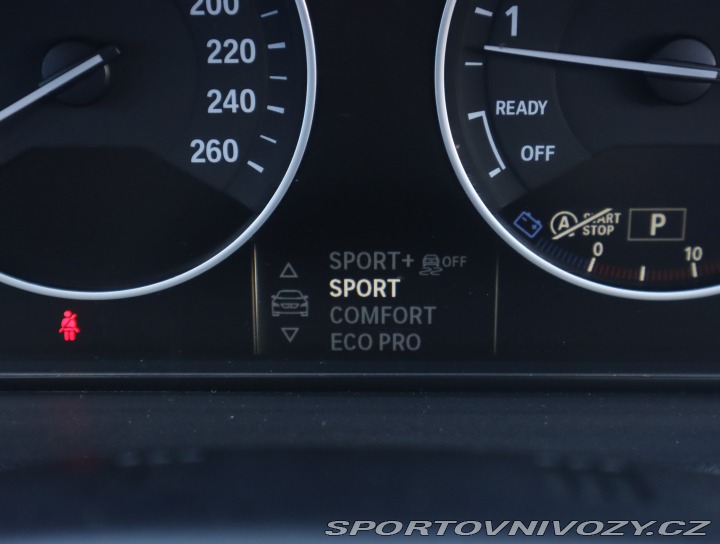 200
220
240
260
1
READY
OFF
A START
STOP
P
0
10
SPORT+ OFF
SPORT
COMFORT
ECO PRO
SPORTOVNIVOZY.CZ